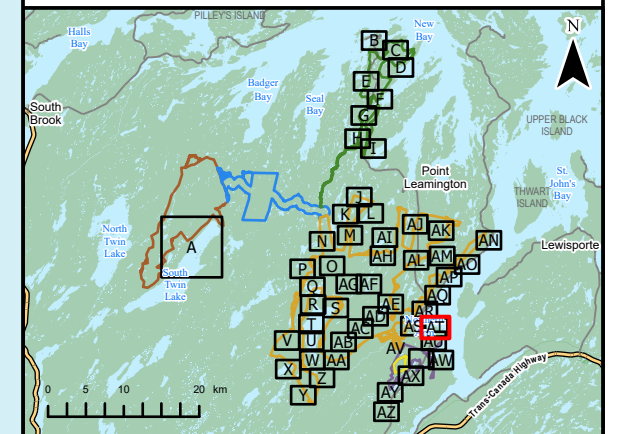 PILLEY'S ISLAND
Halls
Bay
New
Bay
N
B
C
D
Badger
Bay
Seal
Bay
E
F
G
H
I
South
Brook
UPPER BLACK
ISLAND
Point
Leamington
St.
John's
Bay
THWART
ISLAND
J
K
L
AJ
AK
North
Twin
Lake
A
N
M
AI
AN
Lewisporte
AH
AL
AM
AO
South
Twin
Lake
P
O
AP
Q
AG
AF
AQ
R
S
AE
AR
T
AD
AS
AT
AC
V
U
AB
AU
AV
W
AA
AW
X
Z
AX
Y
AY
AZ
Trans-Canada Highway
0 5 10 20 km